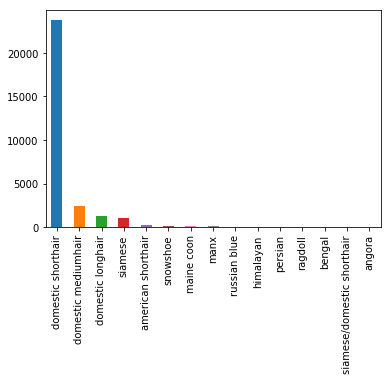 20000
15000
10000
5000
0
domestic shorthair
domestic mediumhair
domestic longhair
siamese
american shorthair
snowshoe
maine coon
manx
russian blue
himalayan
persian
ragdoll
bengal
siamese/domestic shorthair
angora